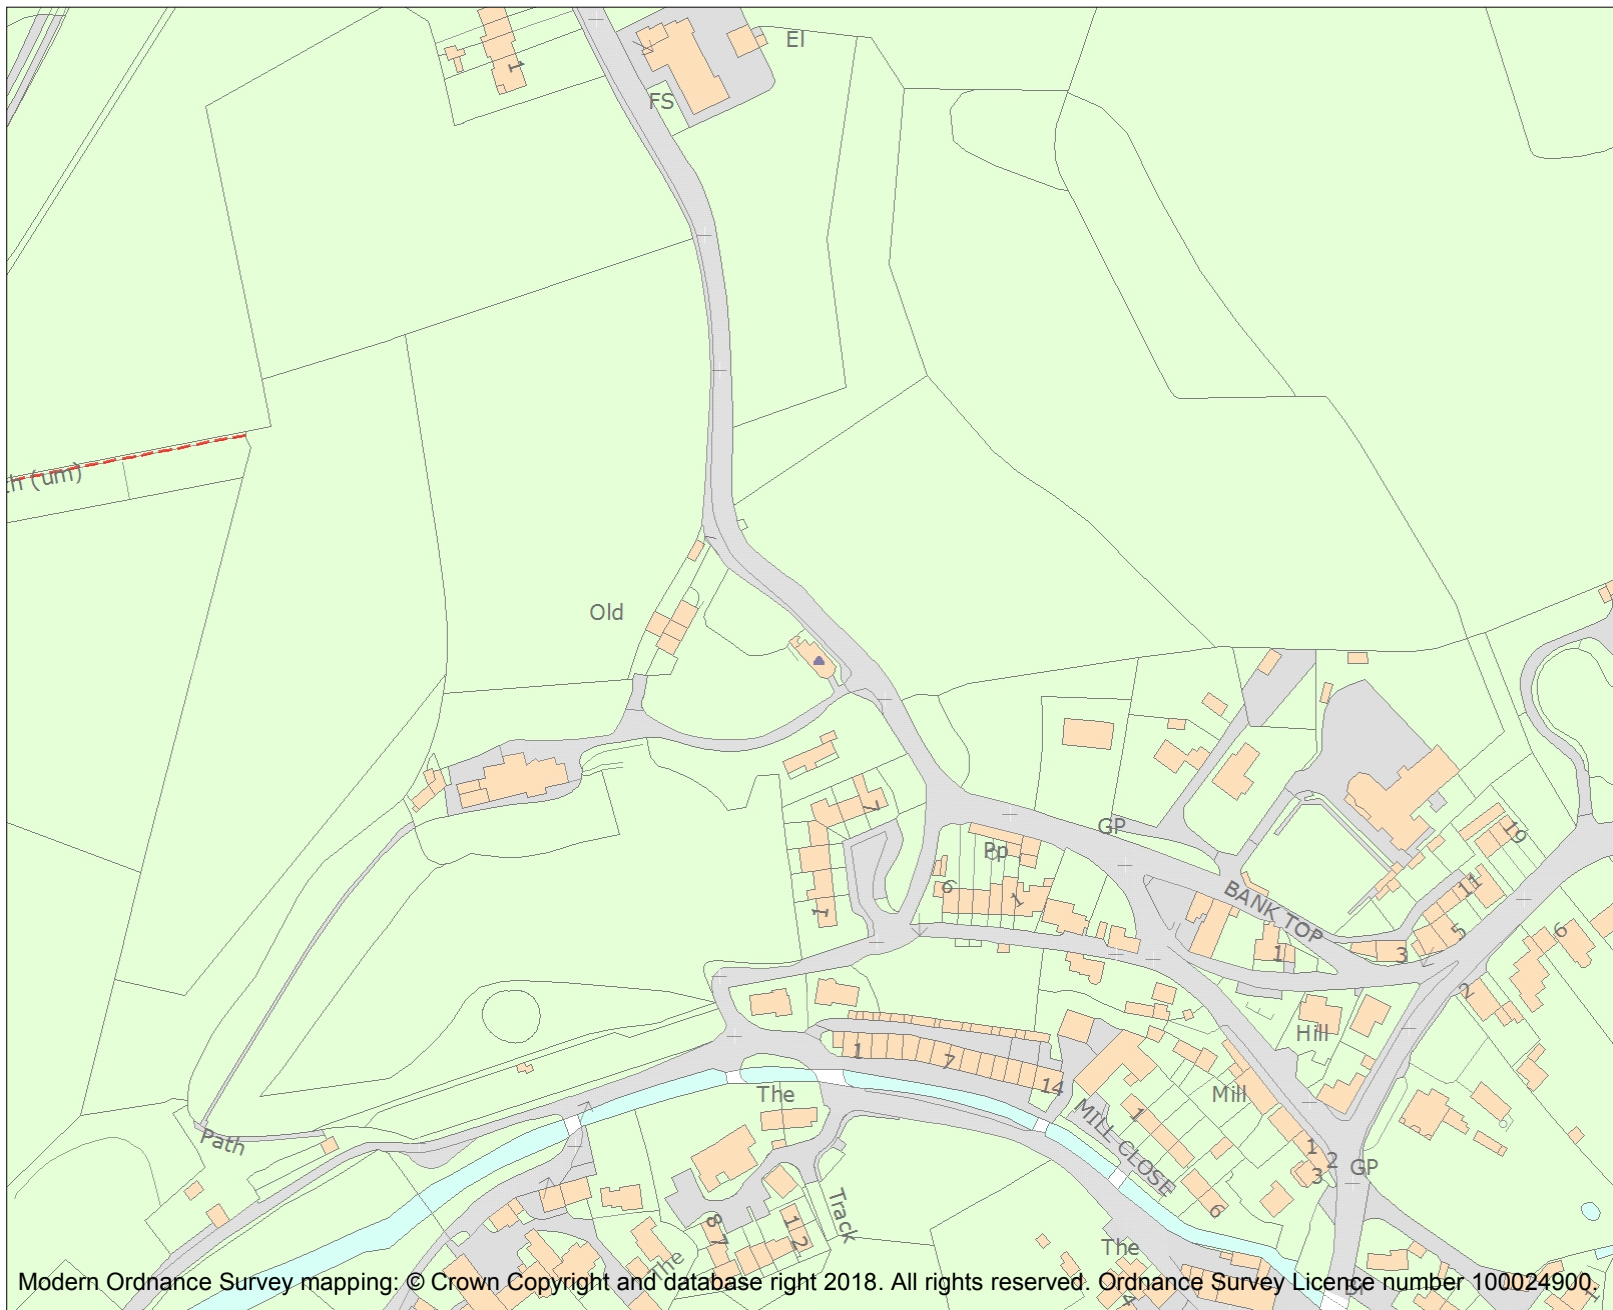 El
1
FS
th (um)
Old
7
GP
Pp
19
6
1
BANK TOP
11
5
6
1
1
3
2
Hill
1
7
14
The
Mill
1
MILL CLOSE
Path
1
2
3
GP
6
Track
8
7
1
2
The
The
4
Modern Ordnance Survey mapping: © Crown Copyright and database right 2018. All rights reserved. Ordnance Survey Licence number 100024900.